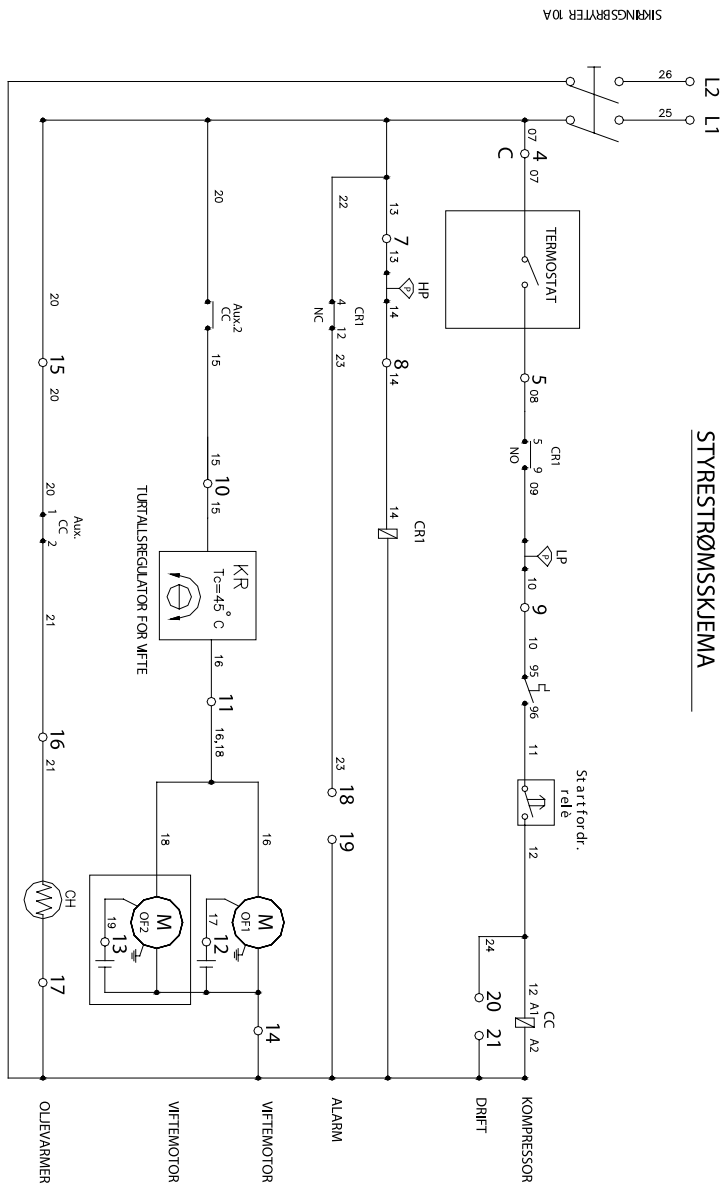 STYRESTRØMSSKJEMA
SIKRINGSBRYTER 10A
L2
L1
26
25
07
4
C
07
TERMOSTAT
5
08
CR1
5
9
NO
09
LP
P
10
9
10
95
96
11
Startfordr.
relè
12
24
12
A1
CC
A2
20
21
KOMPRESSOR
DRIFT
13
7
13
HP
P
14
8
14
14
CR1
22
4
CR1
12
NC
23
23
18
19
ALARM
20
Aux.2
CC
15
15
10
15
KR
Tc=45° C
TURTALLSREGULATOR FOR VIFTE
16
11
16,18
16
M
OF1
17
12
14
VIFTEMOTOR
18
M
OF2
19
13
VIFTEMOTOR
20
15
20
20
1
Aux.
CC
2
21
16
21
CH
17
OLJEVARMER